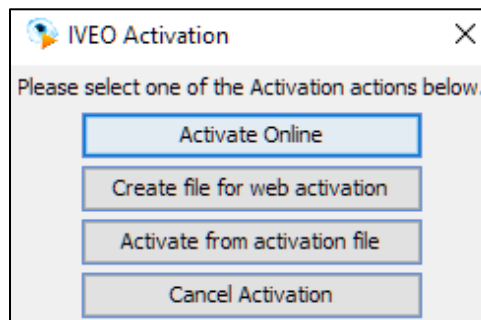 IVEO Activation
Please select one of the Activation actions below.
Activate Online
Create file for web activation
Activate from activation file
Cancel Activation